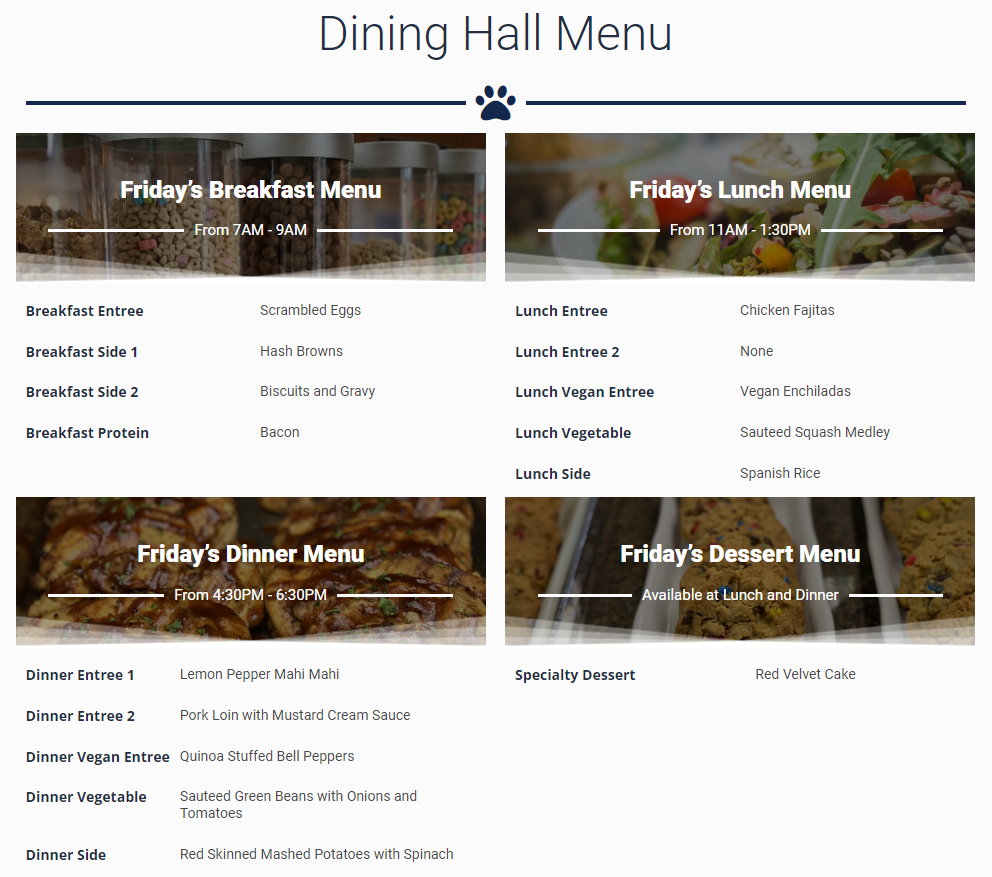 Dining Hall Menu
Friday's Breakfast Menu
From 7AM - 9AM
Breakfast Entree Scrambled Eggs
Breakfast Side 1 Hash Browns
Breakfast Side 2 Biscuits and Gravy
Breakfast Protein Bacon
Friday's Lunch Menu
From 11AM - 1:30PM
Lunch Entree Chicken Fajitas
Lunch Entree 2 None
Lunch Vegan Entree Vegan Enchiladas
Lunch Vegetable Sauteed Squash Medley
Lunch Side Spanish Rice
Friday's Dinner Menu
From 4:30PM - 6:30PM
Dinner Entree 1 Lemon Pepper Mahi Mahi
Dinner Entree 2 Pork Loin with Mustard Cream Sauce
Dinner Vegan Entree Quinoa Stuffed Bell Peppers
Dinner Vegetable Sauteed Green Beans with Onions and
Tomatoes
Dinner Side Red Skinned Mashed Potatoes with Spinach
Friday's Dessert Menu
Available at Lunch and Dinner
Specialty Dessert Red Velvet Cake